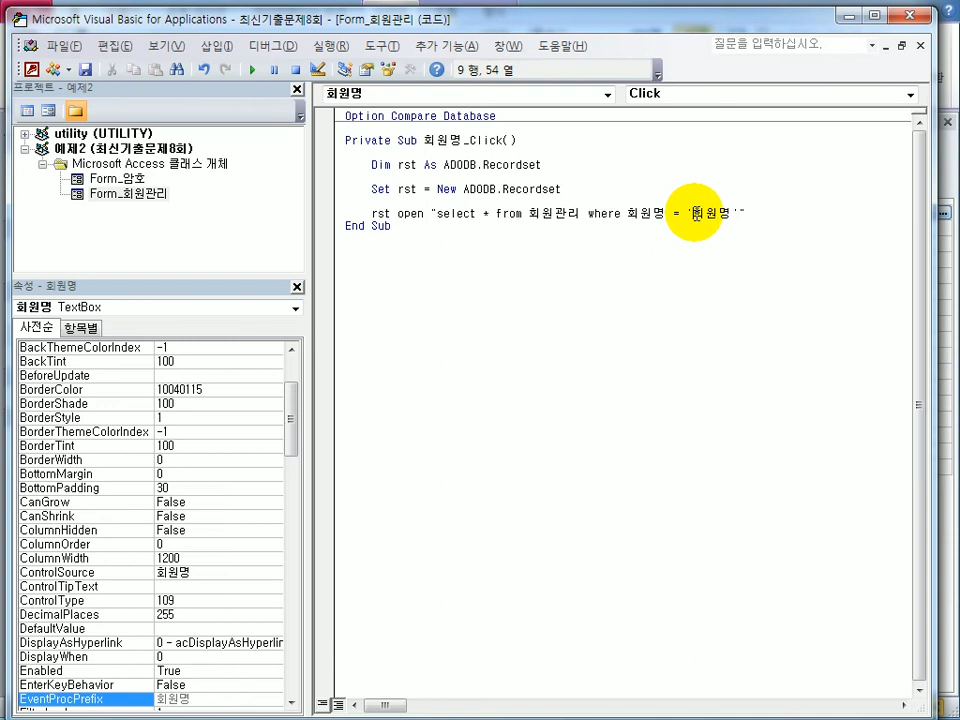 Microsoft Visual Basic for Applications - 최신기출문제8회 - [Form_회원관리 (코드)]
파일(F) 편집(E) 보기(V) 삽입(I) 디버그(D) 실행(R) 도구(T) 추가 기능(A) 창(W) 도움말(H) 질문을 입력하십시오.
9 행, 54 열
프로젝트 - 예제2
회원명 Click
utility (UTILITY)
예제2 (최신기출문제8회)
Microsoft Access 클래스 개체
Form_암호
Form_회원관리
Option Compare Database
Private Sub 회원명_Click()
Dim rst As ADODB.Recordset
Set rst = New ADODB.Recordset
rst open "select * from 회원관리 where 회원명 = '회원명'"
End Sub
속성 - 회원명
회원명 TextBox
사전순 항목별
BackThemeColorIndex -1
BackTint 100
BeforeUpdate
BorderColor 10040115
BorderShade 100
BorderStyle 1
BorderThemeColorIndex -1
BorderTint 100
BorderWidth 0
BottomMargin 0
BottomPadding 30
CanGrow False
CanShrink False
ColumnHidden False
ColumnOrder 0
ColumnWidth 1200
ControlSource 회원명
ControlTipText
ControlType 109
DecimalPlaces 255
DefaultValue
DisplayAsHyperlink 0 - acDisplayAsHyperlin
DisplayWhen 0
Enabled True
EnterKeyBehavior False
EventProcPrefix 회원명